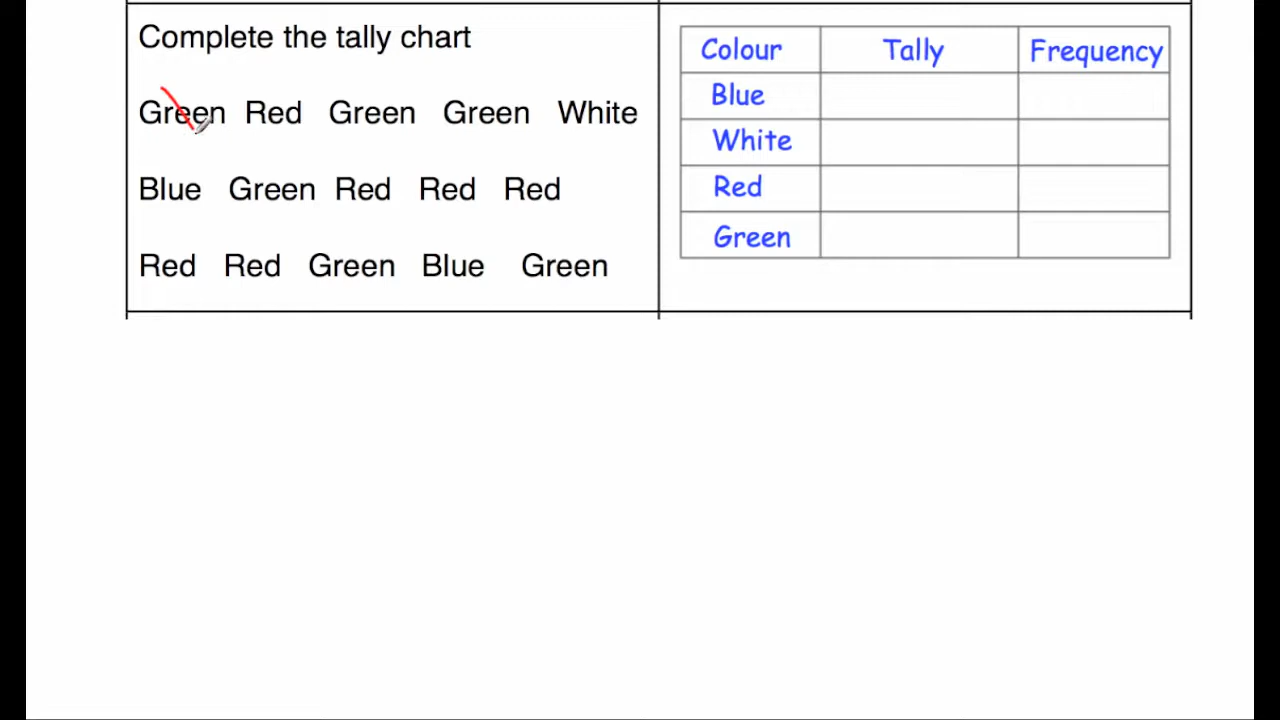 Complete the tally chart
Green Red Green Green White
Blue Green Red Red Red
Red Red Green Blue Green
Colour Tally Frequency
Blue
White
Red
Green